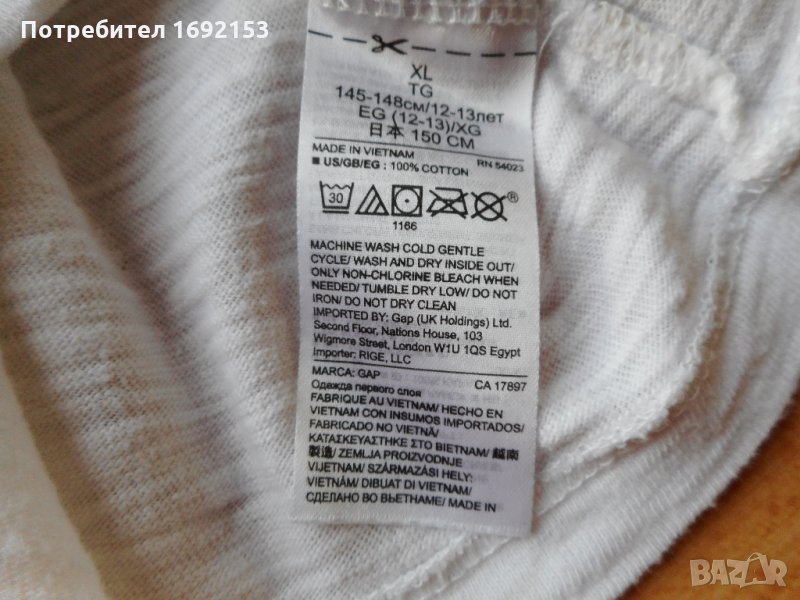 Потребител 1692153
XL
TG
145-148см/12-13лет
EG (12-13)/XG
日本 150 CM
MADE IN VIETNAM RN 54023
■ US/GB/EG : 100% COTTON
30
1166
MACHINE WASH COLD GENTLE
CYCLE/ WASH AND DRY INSIDE OUT/
ONLY NON-CHLORINE BLEACH WHEN
NEEDED/ TUMBLE DRY LOW/ DO NOT
IRON/ DO NOT DRY CLEAN
IMPORTED BY: Gap (UK Holdings) Ltd.
Second Floor, Nations House, 103
Wigmore Street, London W1U 1QS Egypt
Importer: RIGE, LLC
MARCA: GAP CA 17897
Одежда первого слоя
FABRIQUE AU VIETNAM/ HECHO EN
VIETNAM CON INSUMOS IMPORTADOS/
FABRICADO NO VIETNÃ/
ΚΑΤΑΣΚΕΥΑΣΤΗΚΕ ΣΤΟ ΒΙΕΤΝΑΜ/ 越南
製造/ ZEMLJA PROIZVODNJE
VIJETNAM/ SZÁRMAZÁSI HELY:
VIETNÁM/ DIBUAT DI VIETNAM/
СДЕЛАНО ВО ВЬЕТНАМЕ/ MADE IN
BAZAR